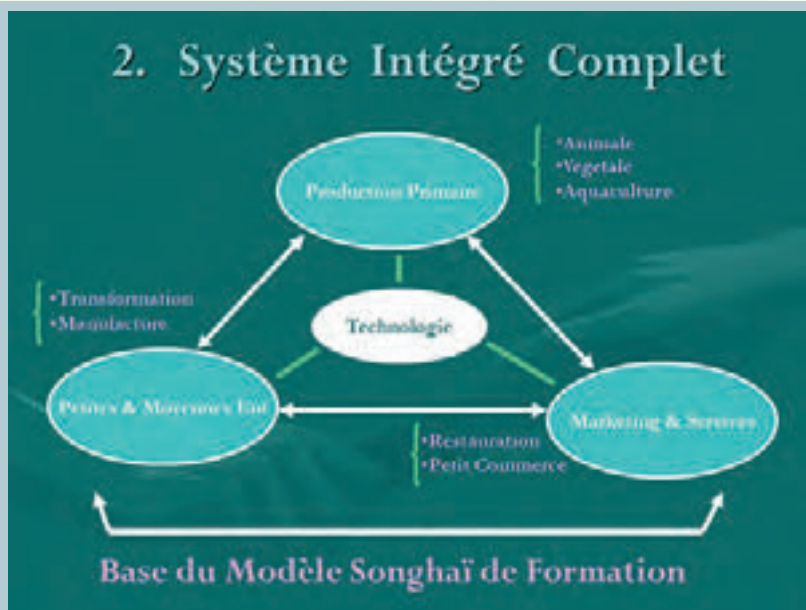 2. Système Intégré Complet
•Animale
•Vegetale
•Aquaculture
Production Primaire
•Transformation
•Manufacture
Technologie
Petites & Moyennes Ent
Marketing & Services
•Restauration
•Petit Commerce
Base du Modèle Songhaï de Formation